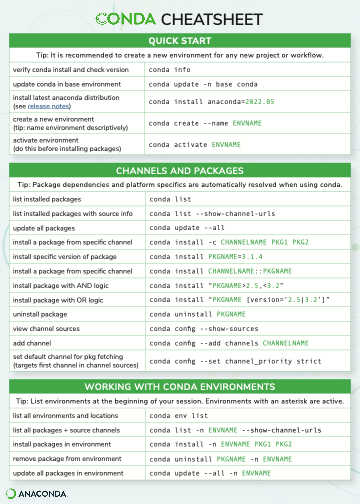 CONDA CHEATSHEET
QUICK START
Tip: It is recommended to create a new environment for any new project or workflow.
verify conda install and check version conda info
update conda in base environment conda update -n base conda
install latest anaconda distribution
(see release notes) conda install anaconda=2022.05
create a new environment
(tip: name environment descriptively) conda create --name ENVNAME
activate environment
(do this before installing packages) conda activate ENVNAME
CHANNELS AND PACKAGES
Tip: Package dependencies and platform specifics are automatically resolved when using conda.
list installed packages conda list
list installed packages with source info conda list --show-channel-urls
update all packages conda update --all
install a package from specific channel conda install -c CHANNELNAME PKG1 PKG2
install specific version of package conda install PKGNAME=3.1.4
install a package from specific channel conda install CHANNELNAME::PKGNAME
install package with AND logic conda install "PKGNAME>2.5,<3.2"
install package with OR logic conda install "PKGNAME [version='2.5|3.2']"
uninstall package conda uninstall PKGNAME
view channel sources conda config --show-sources
add channel conda config --add channels CHANNELNAME
set default channel for pkg fetching
(targets first channel in channel sources) conda config --set channel_priority strict
WORKING WITH CONDA ENVIRONMENTS
Tip: List environments at the beginning of your session. Environments with an asterisk are active.
list all environments and locations conda env list
list all packages + source channels conda list -n ENVNAME --show-channel-urls
install packages in environment conda install -n ENVNAME PKG1 PKG2
remove package from environment conda uninstall PKGNAME -n ENVNAME
update all packages in environment conda update --all -n ENVNAME
ANACONDA.